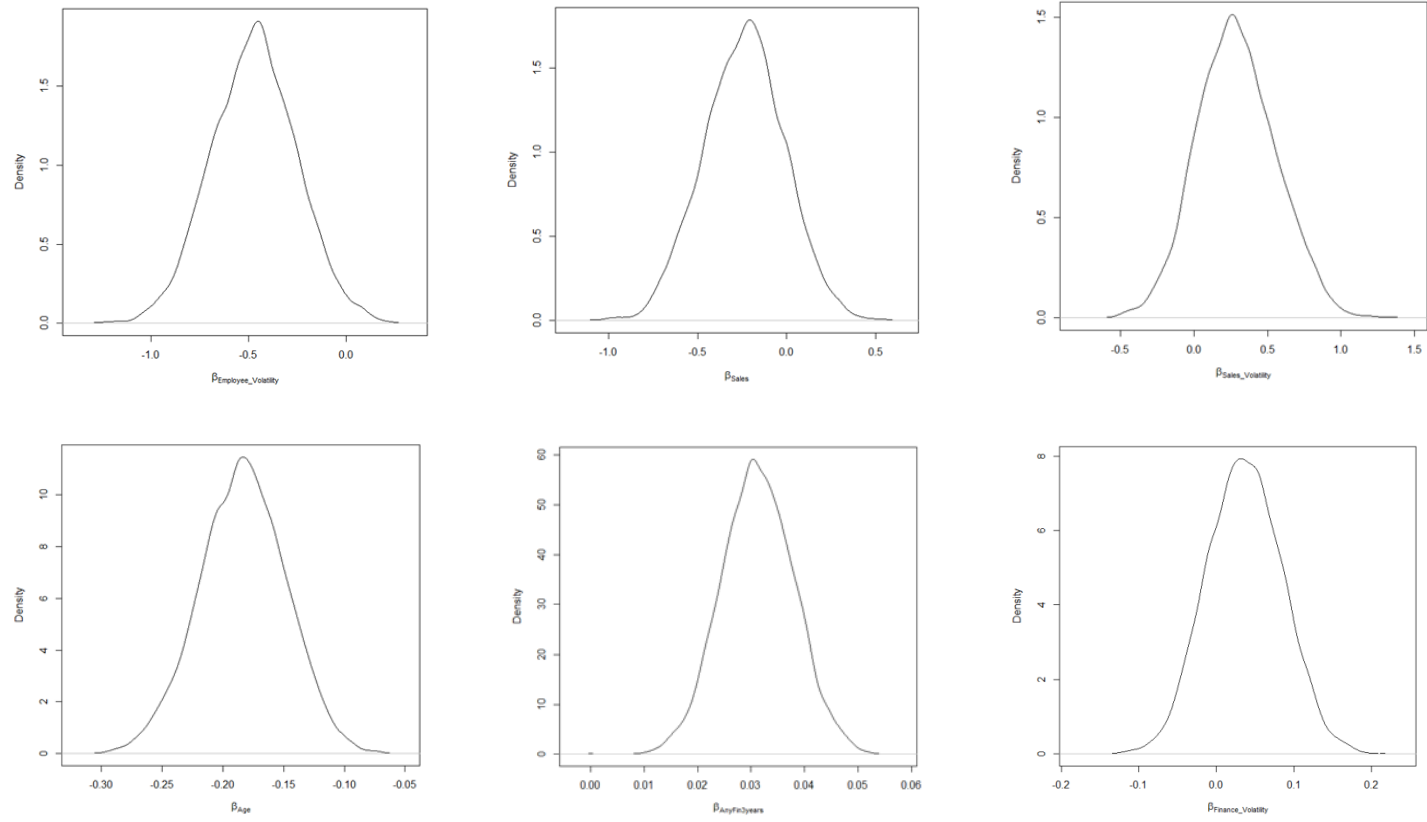 Density
0.0 0.5 1.0 1.5
-1.0 -0.5 0.0
βEmployee_Volatility
Density
0.0 0.5 1.0 1.5
-1.0 -0.5 0.0 0.5
βSales
Density
0.0 0.5 1.0 1.5
-0.5 0.0 0.5 1.0 1.5
βSales_Volatility
Density
0 2 4 6 8 10
-0.30 -0.25 -0.20 -0.15 -0.10 -0.05
βAge
Density
0 10 20 30 40 50 60
0.00 0.01 0.02 0.03 0.04 0.05 0.06
βAnyFin3years
Density
0 2 4 6 8
-0.2 -0.1 0.0 0.1 0.2
βFinance_Volatility